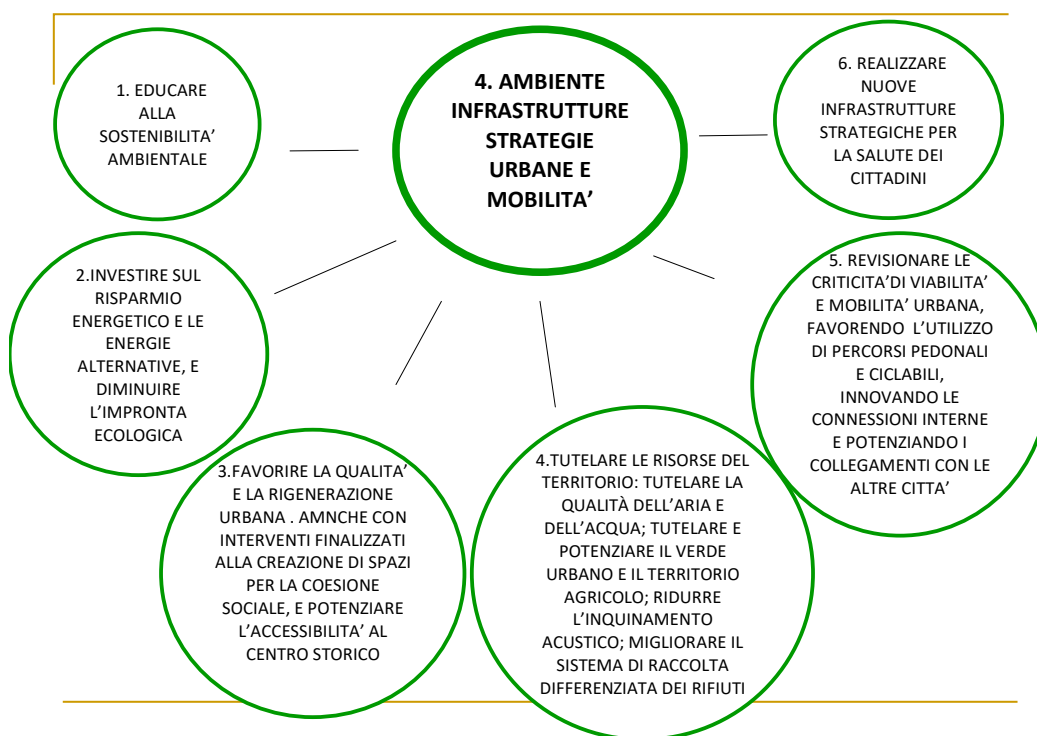 4. AMBIENTE
INFRASTRUTTURE
STRATEGIE
URBANE E
MOBILITA’
1. EDUCARE
ALLA
SOSTENIBILITA’
AMBIENTALE
2.INVESTIRE SUL
RISPARMIO
ENERGETICO E LE
ENERGIE
ALTERNATIVE, E
DIMINUIRE
L’IMPRONTA
ECOLOGICA
3.FAVORIRE LA QUALITA’
E LA RIGENERAZIONE
URBANA . AMNCHE CON
INTERVENTI FINALIZZATI
ALLA CREAZIONE DI SPAZI
PER LA COESIONE
SOCIALE, E POTENZIARE
L’ACCESSIBILITA’ AL
CENTRO STORICO
4.TUTELARE LE RISORSE DEL
TERRITORIO: TUTELARE LA
QUALITÀ DELL’ARIA E
DELL’ACQUA; TUTELARE E
POTENZIARE IL VERDE
URBANO E IL TERRITORIO
AGRICOLO; RIDURRE
L’INQUINAMENTO
ACUSTICO; MIGLIORARE IL
SISTEMA DI RACCOLTA
DIFFERENZIATA DEI RIFIUTI
5. REVISIONARE LE
CRITICITA’DI VIABILITA’
E MOBILITA’ URBANA,
FAVORENDO  L’UTILIZZO
DI PERCORSI PEDONALI
E CICLABILI,
INNOVANDO LE
CONNESSIONI INTERNE
E POTENZIANDO I
COLLEGAMENTI CON LE
ALTRE CITTA’
6. REALIZZARE
NUOVE
INFRASTRUTTURE
STRATEGICHE PER
LA SALUTE DEI
CITTADINI